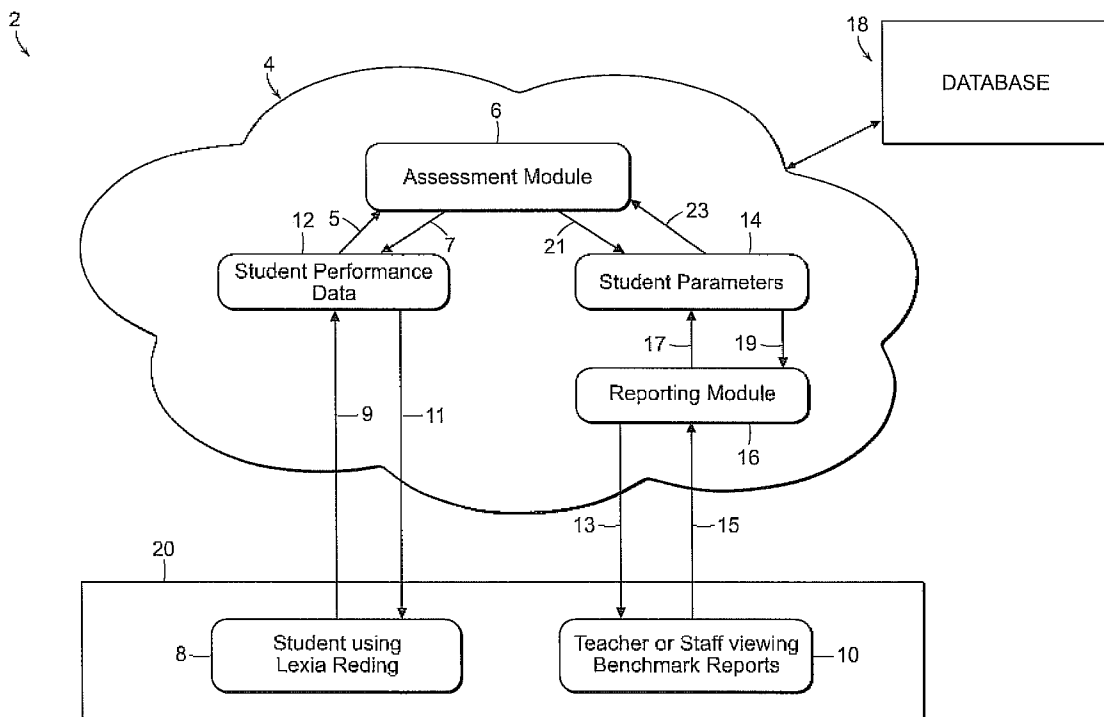 2
18
DATABASE
4
6
Assessment Module
12
5
7
21
23
14
Student Performance
Data
Student Parameters
17
19
Reporting Module
9
11
16
13
15
20
8
Student using
Lexia Reding
Teacher or Staff viewing
Benchmark Reports
10